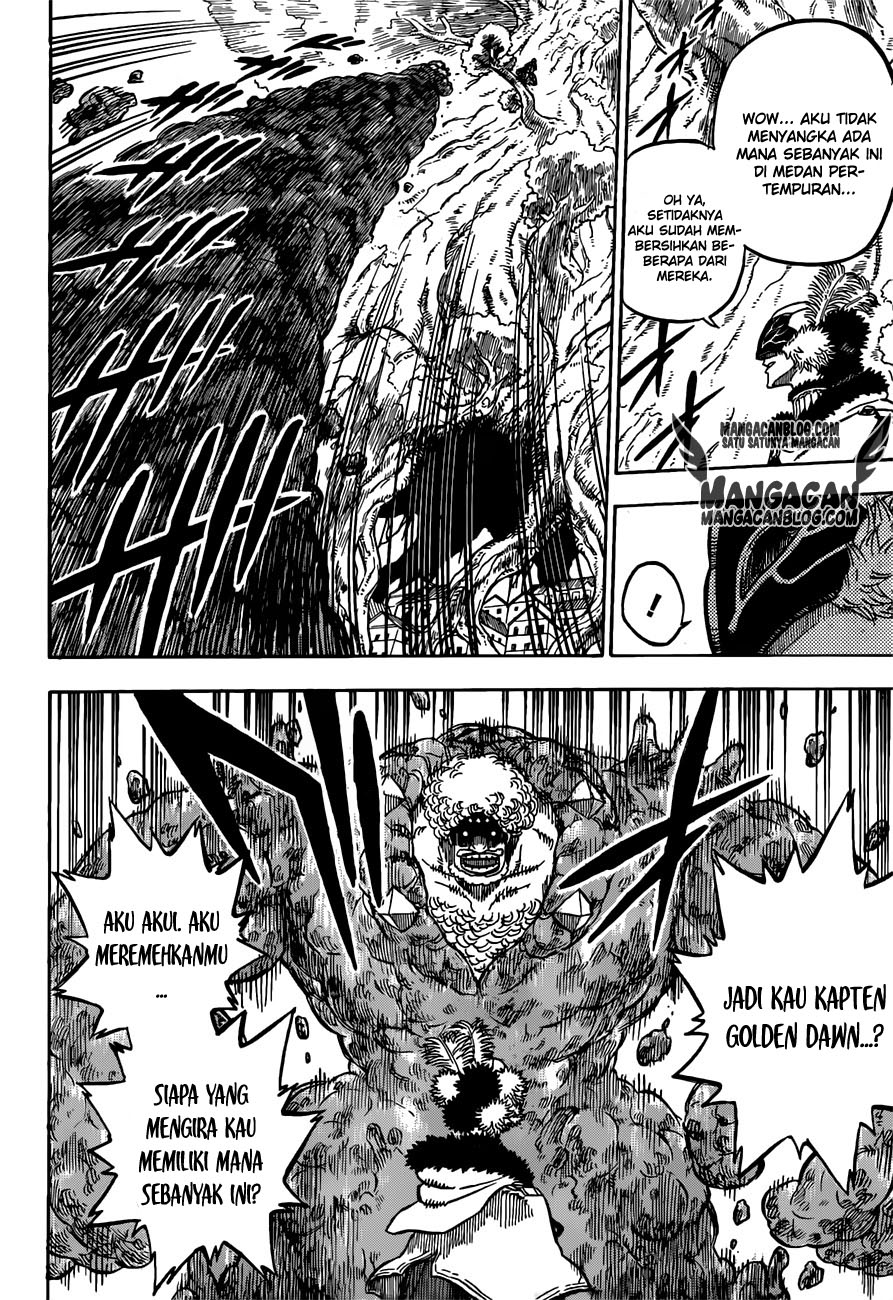 WOW... AKU TIDAK
MENYANGKA ADA
MANA SEBANYAK INI
DI MEDAN PER-
TEMPURAN...
OH YA,
SETIDAKNYA
AKU SUDAH MEM-
BERSIHKAN BE-
BERAPA DARI
MEREKA.
MANGACANBLOG.COM
SATU SATUNYA MANGACAN
MANGACAN
MANGACANBLOG.COM
!
JADI KAU KAPTEN
GOLDEN DAWN...?
AKU AKUI. AKU
MEREMEHKANMU
...
SIAPA YANG
MENGIRA KAU
MEMILIKI MANA
SEBANYAK INI?